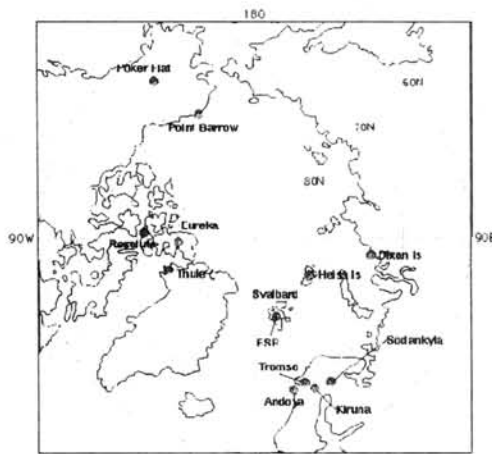 180
Poker Flat
60N
Point Barrow
70N
80N
Eureka
90W
Resolute
90E
Dixon Is
Thule
Heiss Is
Svalbard
ESR
Sodankyla
Tromso
Andoya
Kiruna